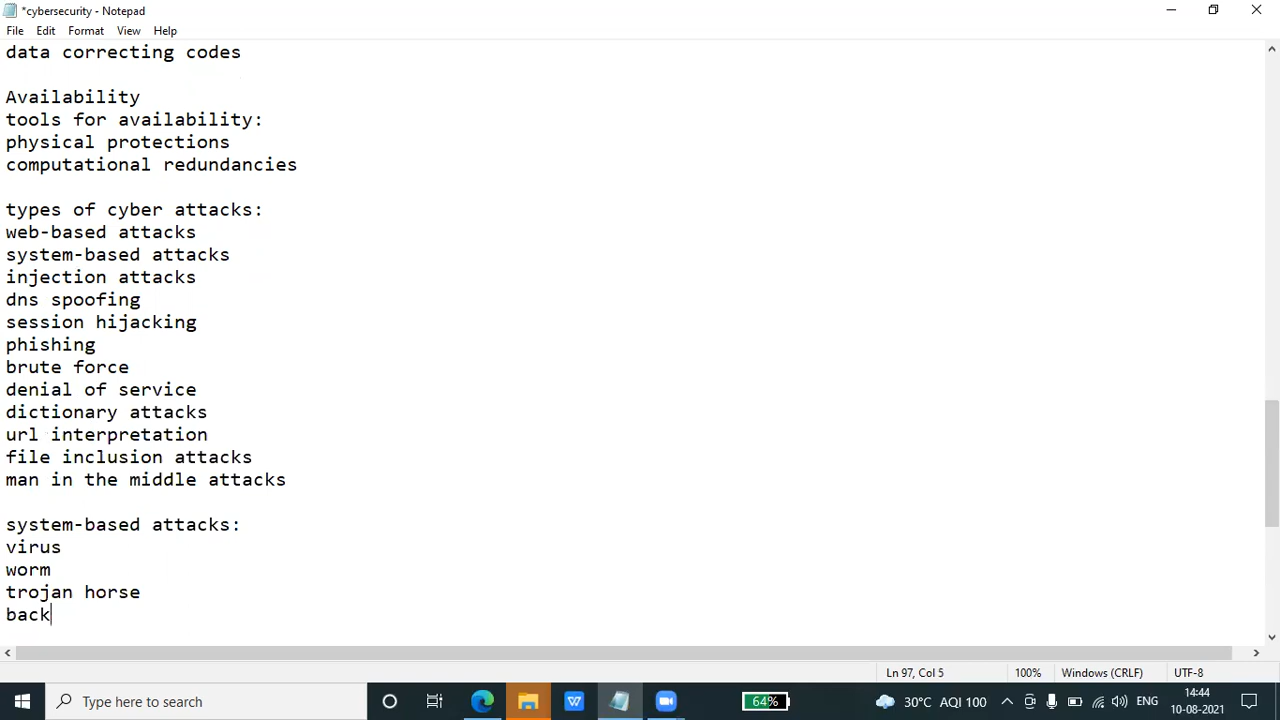 *cybersecurity - Notepad
File Edit Format View Help
data correcting codes
Availability
tools for availability:
physical protections
computational redundancies
types of cyber attacks:
web-based attacks
system-based attacks
injection attacks
dns spoofing
session hijacking
phishing
brute force
denial of service
dictionary attacks
url interpretation
file inclusion attacks
man in the middle attacks
system-based attacks:
virus
worm
trojan horse
back
Ln 97, Col 5 100% Windows (CRLF) UTF-8
Type here to search 64% 30°C AQI 100 ENG 14:44
10-08-2021